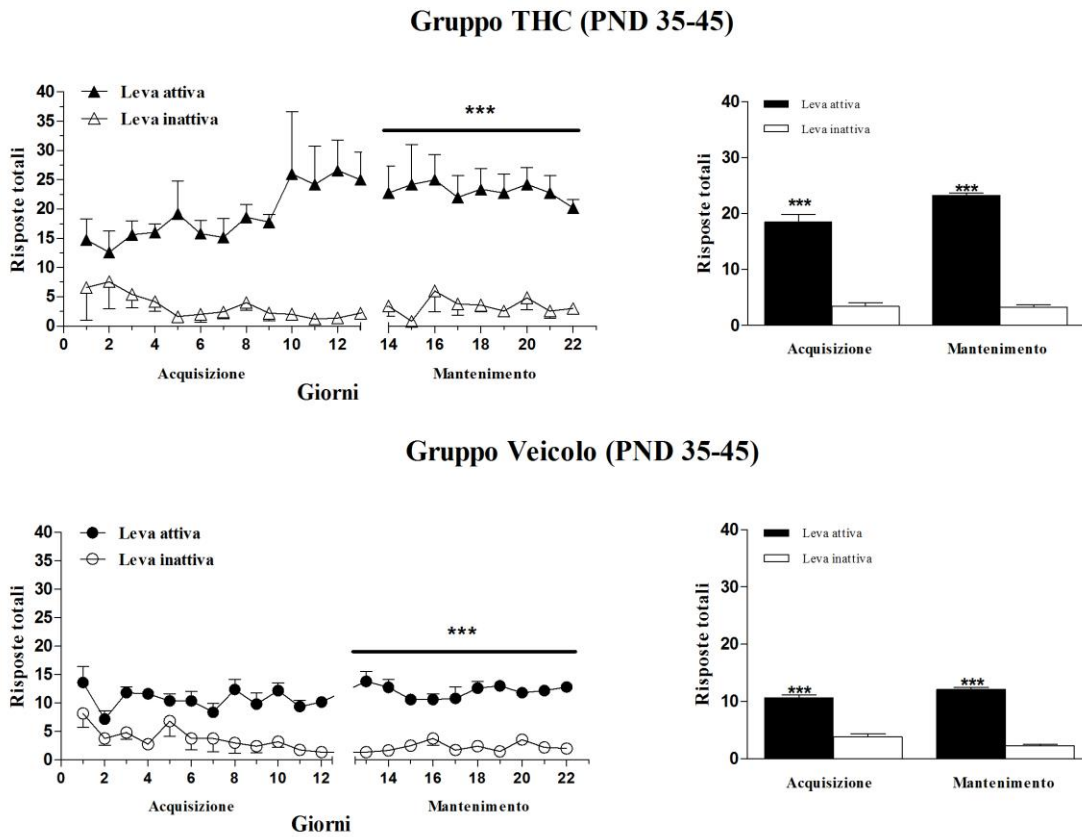 Gruppo THC (PND 35-45)
Risposte totali
40
35
30
25
20
15
10
5
0
Leva attiva
Leva inattiva
***
0 2 4 6 8 10 12 14 16 18 20 22
Acquisizione Mantenimento
Giorni
Risposte totali
40
30
20
10
0
Leva attiva
Leva inattiva
*** ***
Acquisizione Mantenimento
Gruppo Veicolo (PND 35-45)
Risposte totali
40
35
30
25
20
15
10
5
0
Leva attiva
Leva inattiva
***
0 2 4 6 8 10 12 14 16 18 20 22
Acquisizione Mantenimento
Giorni
Risposte totali
40
30
20
10
0
Leva attiva
Leva inattiva
*** ***
Acquisizione Mantenimento